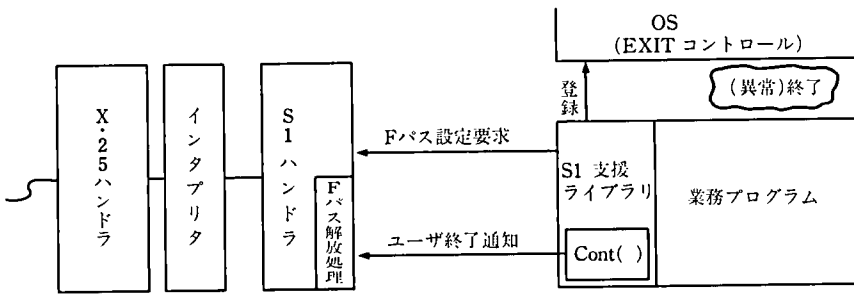 OS
(EXIT コントロール)
(異常)終了
登録
X・25ハンドラ
インタプリタ
S1ハンドラ
Fパス解放処理
Fパス設定要求
ユーザ終了通知
S1 支援
ライブラリ
Cont( )
業務プログラム